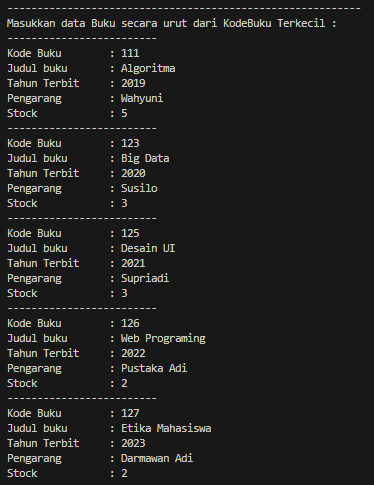 -----------------------------------------------------------
Masukkan data Buku secara urut dari KodeBuku Terkecil :
-------------------------
Kode Buku : 111
Judul buku : Algoritma
Tahun Terbit : 2019
Pengarang : Wahyuni
Stock : 5
-------------------------
Kode Buku : 123
Judul buku : Big Data
Tahun Terbit : 2020
Pengarang : Susilo
Stock : 3
-------------------------
Kode Buku : 125
Judul buku : Desain UI
Tahun Terbit : 2021
Pengarang : Supriadi
Stock : 3
-------------------------
Kode Buku : 126
Judul buku : Web Programing
Tahun Terbit : 2022
Pengarang : Pustaka Adi
Stock : 2
-------------------------
Kode Buku : 127
Judul buku : Etika Mahasiswa
Tahun Terbit : 2023
Pengarang : Darmawan Adi
Stock : 2